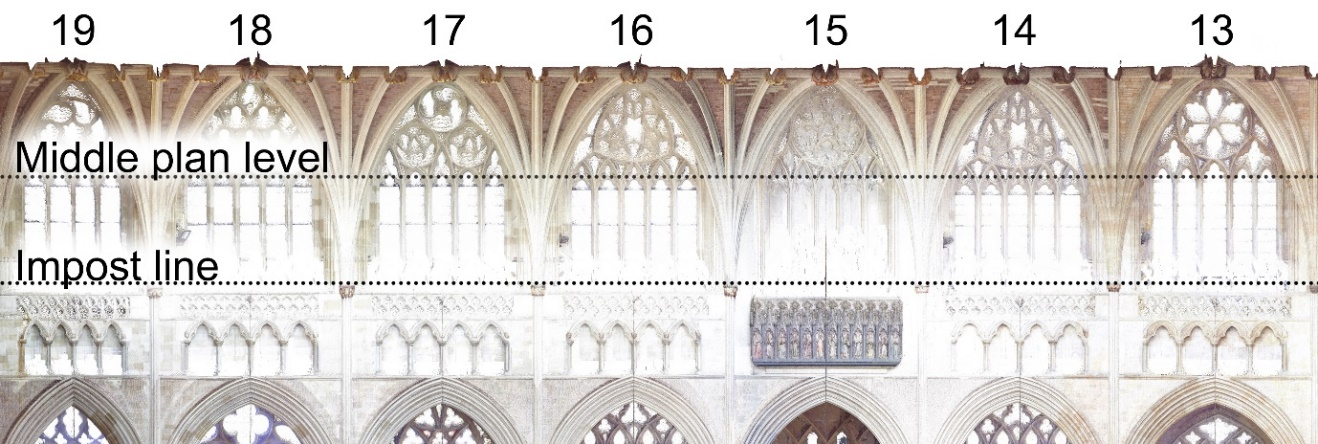 19 18 17 16 15 14 13
Middle plan level
Impost line